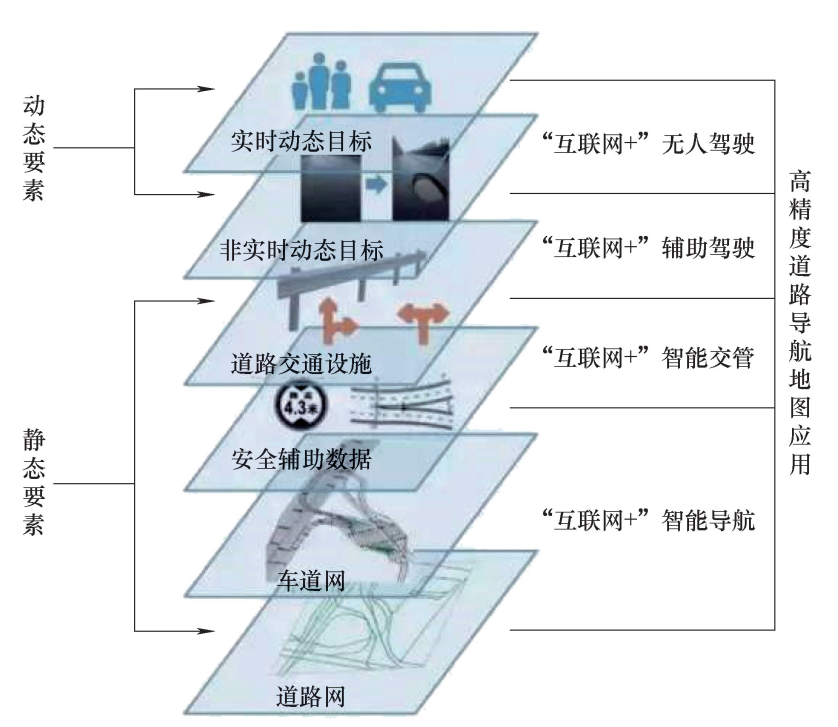 动态要素
实时动态目标
“互联网+”无人驾驶
非实时动态目标
“互联网+”辅助驾驶
道路交通设施
“互联网+”智能交管
4.3米
安全辅助数据
静态要素
车道网
“互联网+”智能导航
道路网
高精度道路导航地图应用